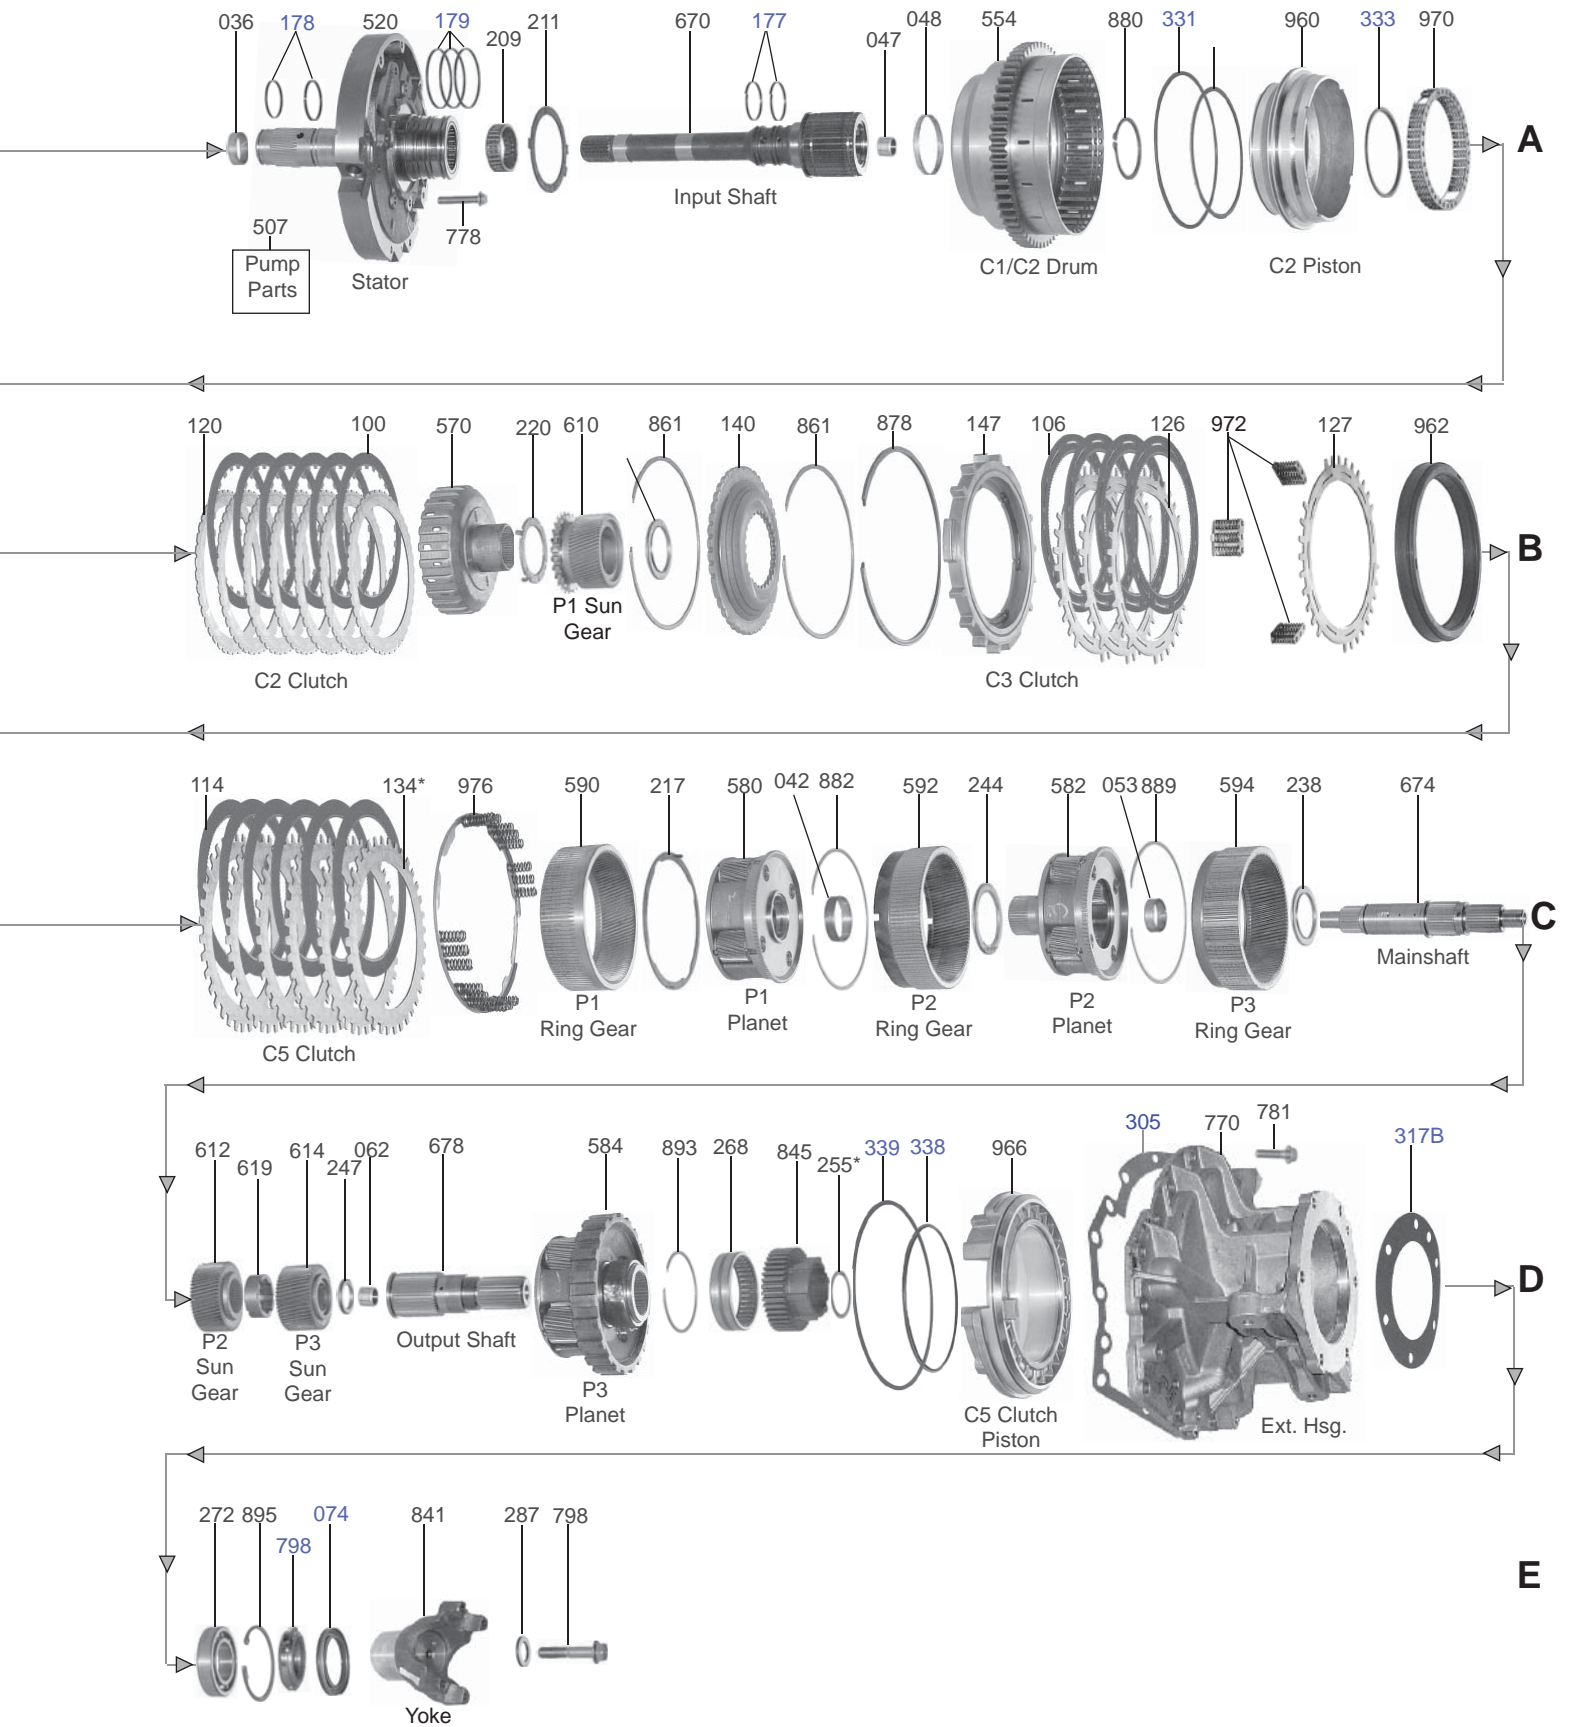 036 178 520 179 209 211 670 177 047 048 554 880 331 960 333 970
A
778
507
Pump
Parts
Stator
Input Shaft
C1/C2 Drum
C2 Piston
120 100 570 220 610 861 140 861 878 147 106 126 972 127 962
B
P1 Sun
Gear
C2 Clutch
C3 Clutch
114 134* 976 590 217 580 042 882 592 244 582 053 889 594 238 674
C
Mainshaft
P1
Ring Gear
P1
Planet
P2
Ring Gear
P2
Planet
P3
Ring Gear
C5 Clutch
612 619 614 247 062 678 584 893 268 845 255* 339 338 966 305 770 781 317B
D
P2
Sun
Gear
P3
Sun
Gear
Output Shaft
P3
Planet
C5 Clutch
Piston
Ext. Hsg.
272 895 798 074 841 287 798
E
Yoke